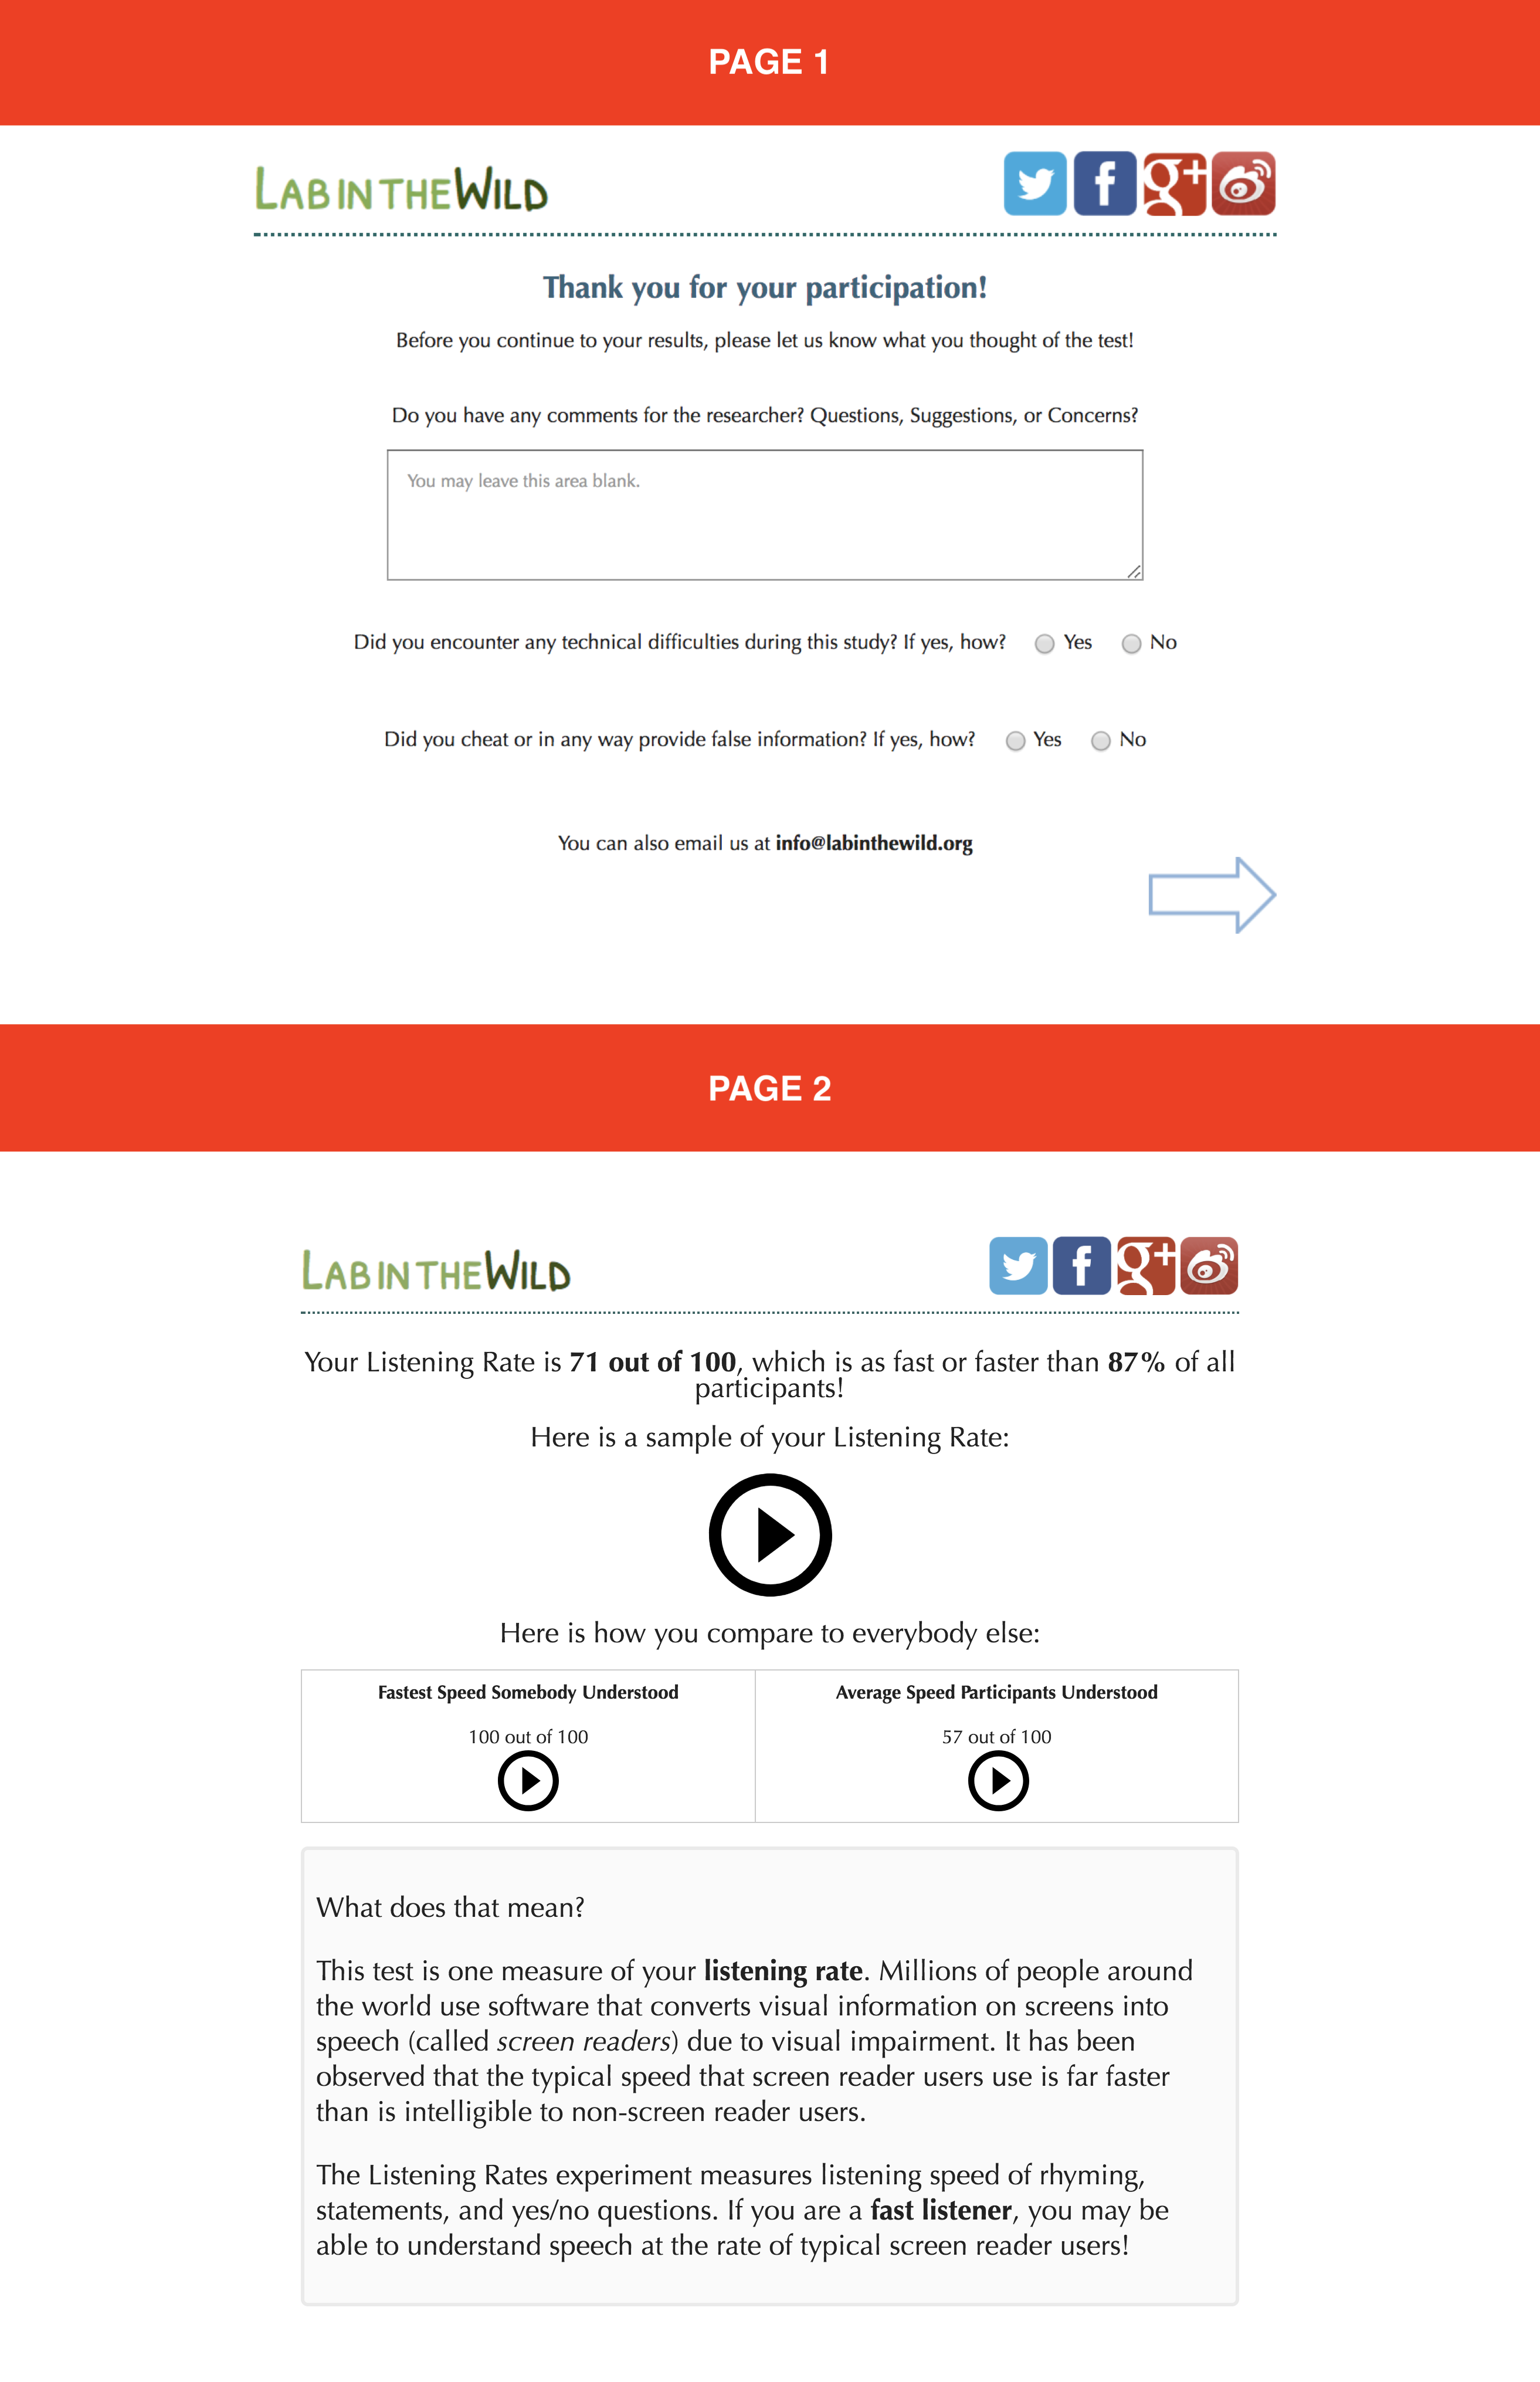 PAGE 1
LAB IN THE WILD
f g+
Thank you for your participation!
Before you continue to your results, please let us know what you thought of the test!
Do you have any comments for the researcher? Questions, Suggestions, or Concerns?
You may leave this area blank.
Did you encounter any technical difficulties during this study? If yes, how? Yes No
Did you cheat or in any way provide false information? If yes, how? Yes No
You can also email us at info@labinthewild.org
PAGE 2
LAB IN THE WILD
f g+
Your Listening Rate is 71 out of 100, which is as fast or faster than 87% of all
participants!
Here is a sample of your Listening Rate:
Here is how you compare to everybody else:
Fastest Speed Somebody Understood
100 out of 100
Average Speed Participants Understood
57 out of 100
What does that mean?
This test is one measure of your listening rate. Millions of people around
the world use software that converts visual information on screens into
speech (called screen readers) due to visual impairment. It has been
observed that the typical speed that screen reader users use is far faster
than is intelligible to non-screen reader users.
The Listening Rates experiment measures listening speed of rhyming,
statements, and yes/no questions. If you are a fast listener, you may be
able to understand speech at the rate of typical screen reader users!